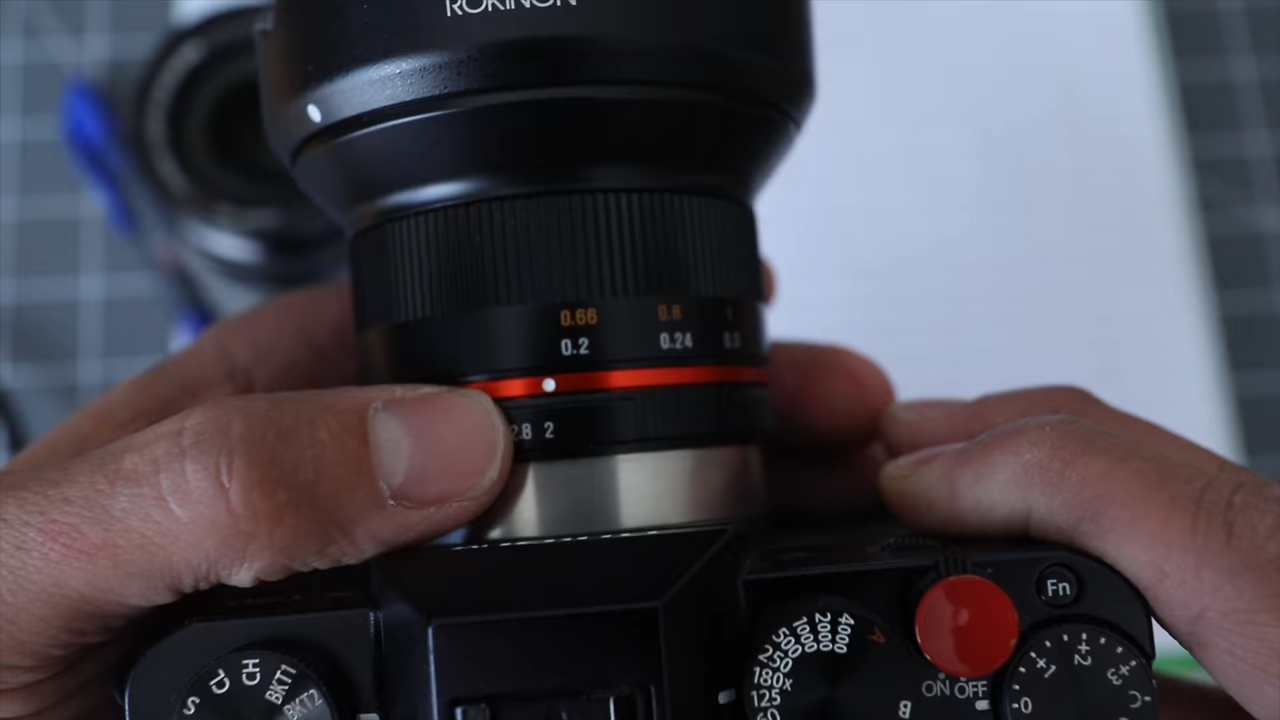 ROKINON
0.66 0.8 1
0.2 0.24 0.3
2.8 2
Fn
S CL CH BKT1 BKT2
4000
2000
1000
500
250
180x
125
60
A
B
ON OFF
0 +1 +2 +3 C